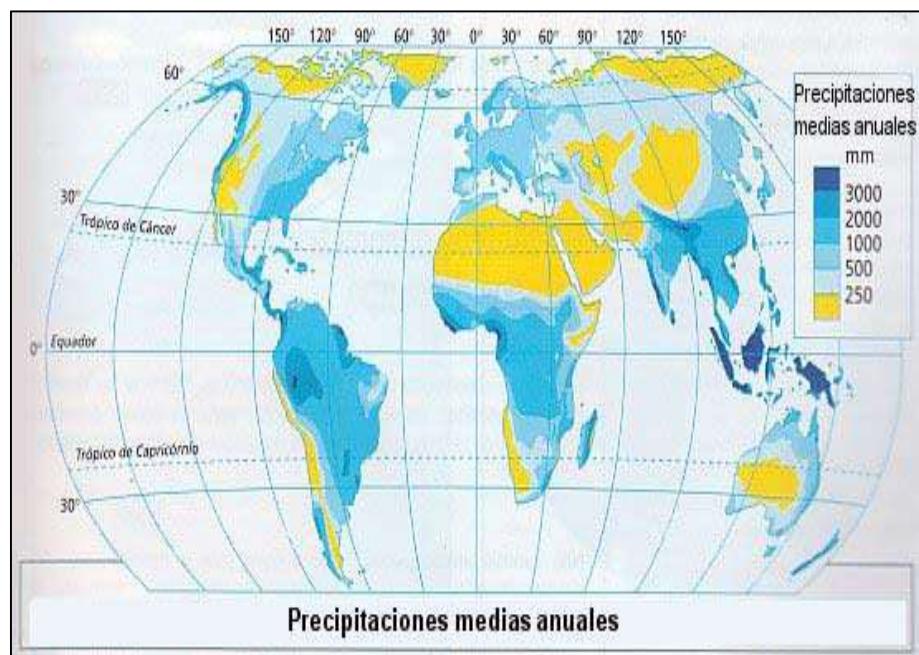 150° 120° 90° 60° 30° 0° 30° 60° 90° 120° 150°
60°
30°
Trópico de Câncer
0° Equador
Trópico de Capricórnio
30°
Precipitaciones
medias anuales
mm
3000
2000
1000
500
250
Precipitaciones medias anuales